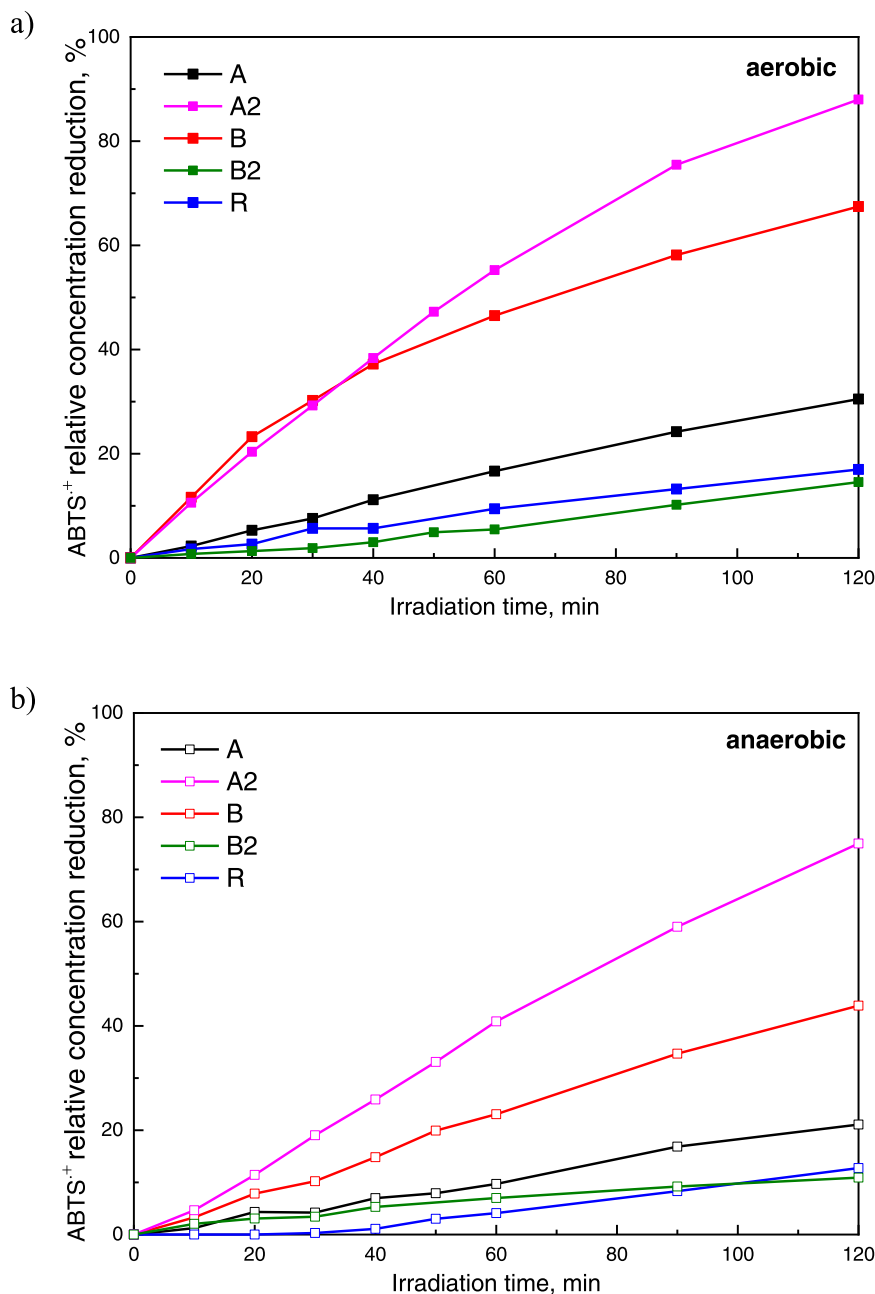 a)
aerobic
A
A2
B
B2
R
ABTS·+ relative concentration reduction, %
100
80
60
40
20
0
0 20 40 60 80 100 120
Irradiation time, min
b)
anaerobic
A
A2
B
B2
R
ABTS·+ relative concentration reduction, %
100
80
60
40
20
0
0 20 40 60 80 100 120
Irradiation time, min